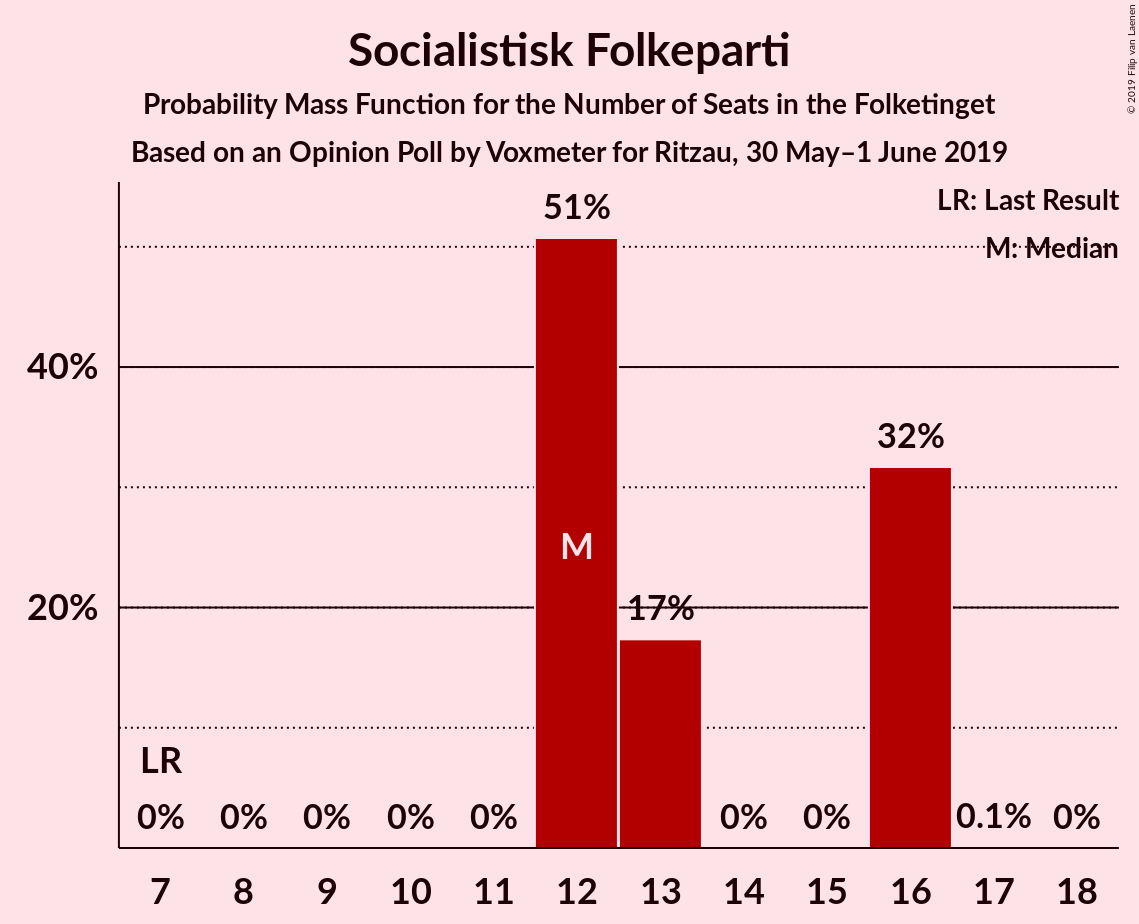 Socialistisk Folkeparti
Probability Mass Function for the Number of Seats in the Folketinget
Based on an Opinion Poll by Voxmeter for Ritzau, 30 May–1 June 2019
© 2019 Filip van Laenen
LR: Last Result
M: Median
51%
40%
32%
M
20%
17%
LR
0% 0% 0% 0% 0% 0% 0% 0.1% 0%
7 8 9 10 11 12 13 14 15 16 17 18